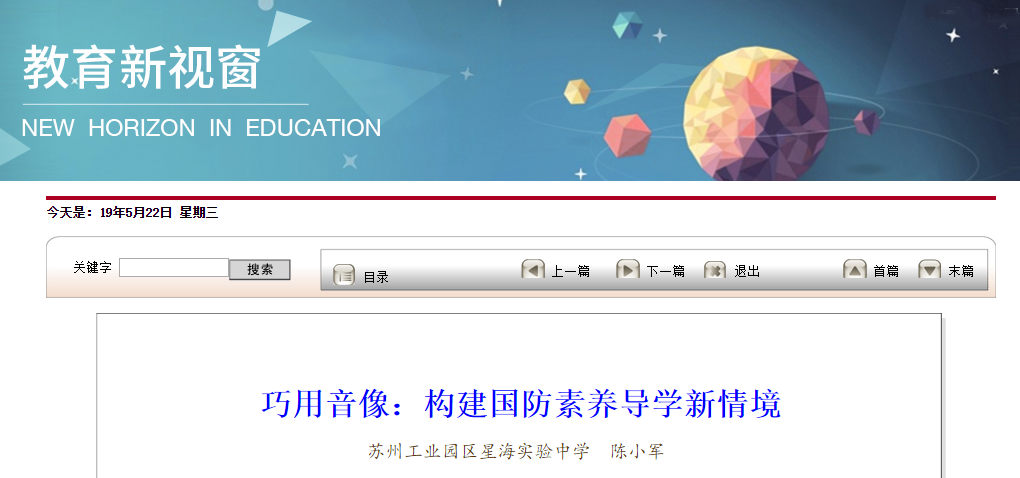 教育新视窗
NEW HORIZON IN EDUCATION
今天是：19年5月22日 星期三
关键字 搜索 目录 上一篇 下一篇 退出 首篇 末篇
巧用音像：构建国防素养导学新情境
苏州工业园区星海实验中学 陈小军